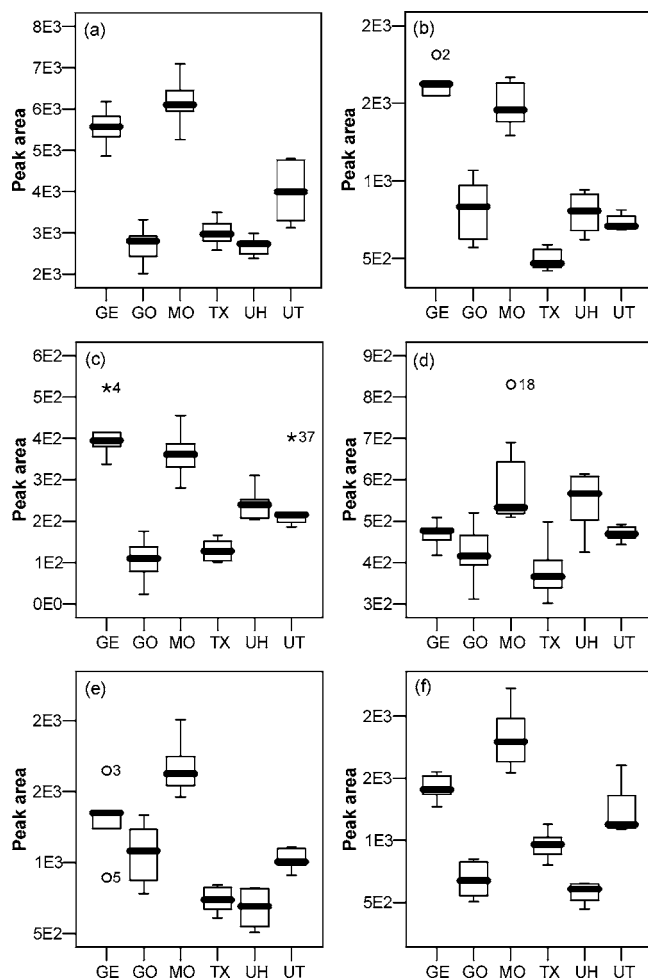 (a)
Peak area
8E3
7E3
6E3
5E3
4E3
3E3
2E3
GE GO MO TX UH UT
(b)
Peak area
2E3
2E3
1E3
5E2
2
GE GO MO TX UH UT
(c)
Peak area
6E2
4E2
4E2
2E2
1E2
0E0
*4
*37
GE GO MO TX UH UT
(d)
Peak area
9E2
8E2
7E2
6E2
5E2
4E2
3E2
18
GE GO MO TX UH UT
(e)
Peak area
2E3
2E3
1E3
5E2
3
5
GE GO MO TX UH UT
(f)
Peak area
2E3
2E3
1E3
5E2
GE GO MO TX UH UT